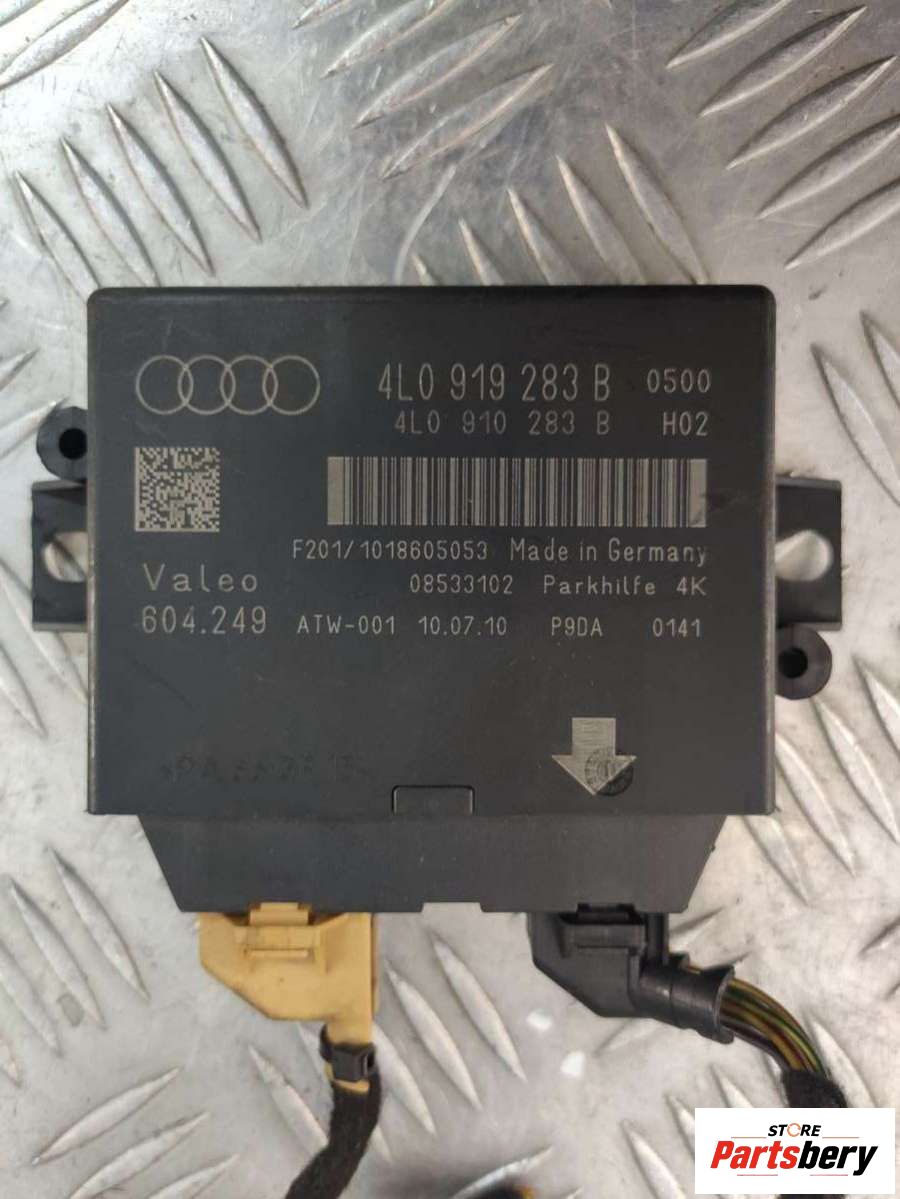 4L0 919 283 B 0500
4L0 910 283 B H02
F201/1018605053 Made in Germany
Valeo 08533102 Parkhilfe 4K
604.249 ATW-001 10.07.10 P9DA 0141
STORE
Partsbery